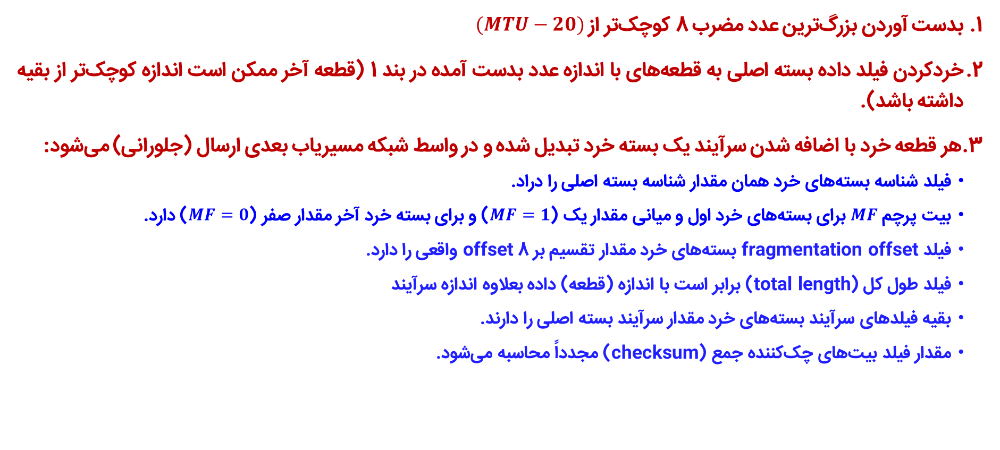 ۱. بدست آوردن بزرگ‌ترین عدد مضرب ۸ کوچک‌تر از (MTU − 20)
۲. خردکردن فیلد داده بسته اصلی به قطعه‌های با اندازه عدد بدست آمده در بند ۱ (قطعه آخر ممکن است اندازه کوچک‌تر از بقیه
داشته باشد).
۳. هر قطعه خرد با اضافه شدن سرآیند یک بسته خرد تبدیل شده و در واسط شبکه مسیریاب بعدی ارسال (جلورانی) می‌شود:
• فیلد شناسه بسته‌های خرد همان مقدار شناسه بسته اصلی را دراد.
• بیت پرچم MF برای بسته‌های خرد اول و میانی مقدار یک (MF = 1) و برای بسته خرد آخر مقدار صفر (MF = 0) دارد.
• فیلد fragmentation offset بسته‌های خرد مقدار تقسیم بر ۸ offset واقعی را دارد.
• فیلد طول کل (total length) برابر است با اندازه (قطعه) داده بعلاوه اندازه سرآیند
• بقیه فیلدهای سرآیند بسته‌های خرد مقدار سرآیند بسته اصلی را دارند.
• مقدار فیلد بیت‌های چک‌کننده جمع (checksum) مجدداً محاسبه می‌شود.